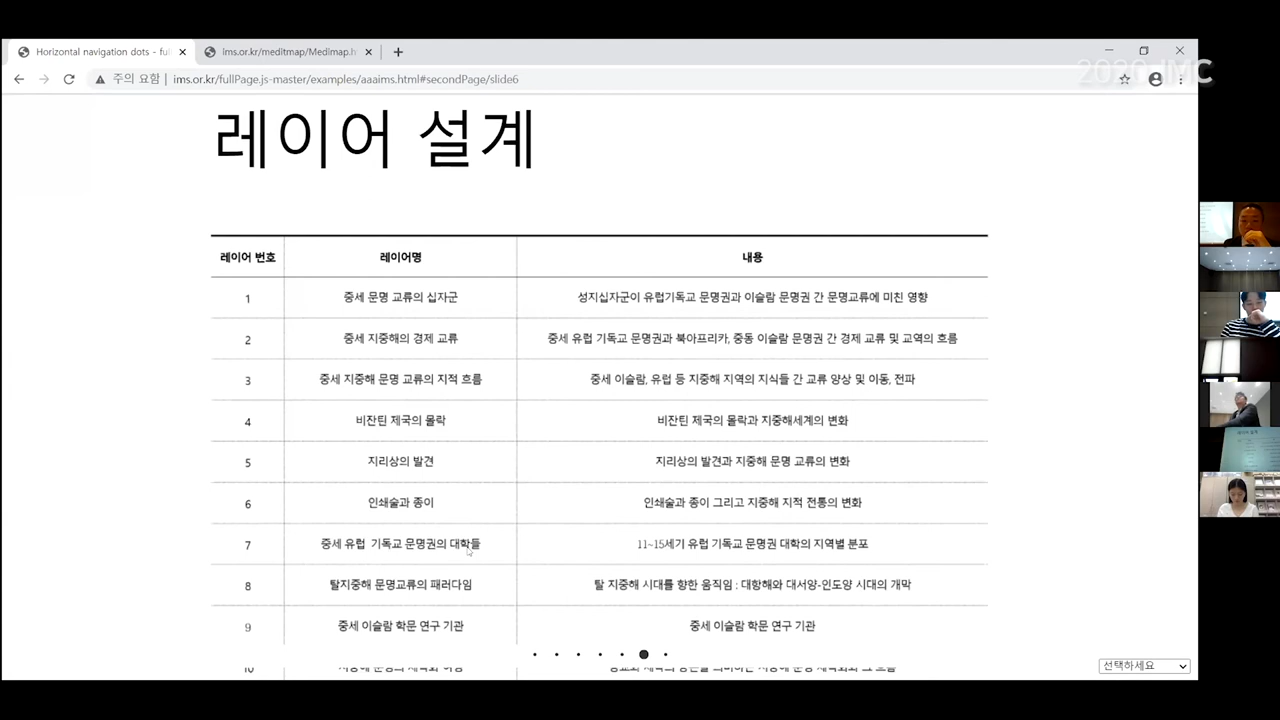 Horizontal navigation dots - ful
ims.or.kr/meditmap/Medimap.h
2020 JMC
주의 요함
ims.or.kr/fullPage.js-master/examples/aaaims.html#secondPage/slide6
레이어 설계
레이어 번호 레이어명 내용
1 중세 문명 교류의 십자군 성지십자군이 유럽기독교 문명권과 이슬람 문명권 간 문명교류에 미친 영향
2 중세 지중해의 경제 교류 중세 유럽 기독교 문명권과 북아프리카, 중동 이슬람 문명권 간 경제 교류 및 교역의 흐름
3 중세 지중해 문명 교류의 지적 흐름 중세 이슬람, 유럽 등 지중해 지역의 지식들 간 교류 양상 및 이동, 전파
4 비잔틴 제국의 몰락 비잔틴 제국의 몰락과 지중해세계의 변화
5 지리상의 발견 지리상의 발견과 지중해 문명 교류의 변화
6 인쇄술과 종이 인쇄술과 종이 그리고 지중해 지적 전통의 변화
7 중세 유럽 기독교 문명권의 대학들 11~15세기 유럽 기독교 문명권 대학의 지역별 분포
8 탈지중해 문명교류의 패러다임 탈 지중해 시대를 향한 움직임 : 대항해와 대서양-인도양 시대의 개막
9 중세 이슬람 학문 연구 기관 중세 이슬람 학문 연구 기관
10
선택하세요